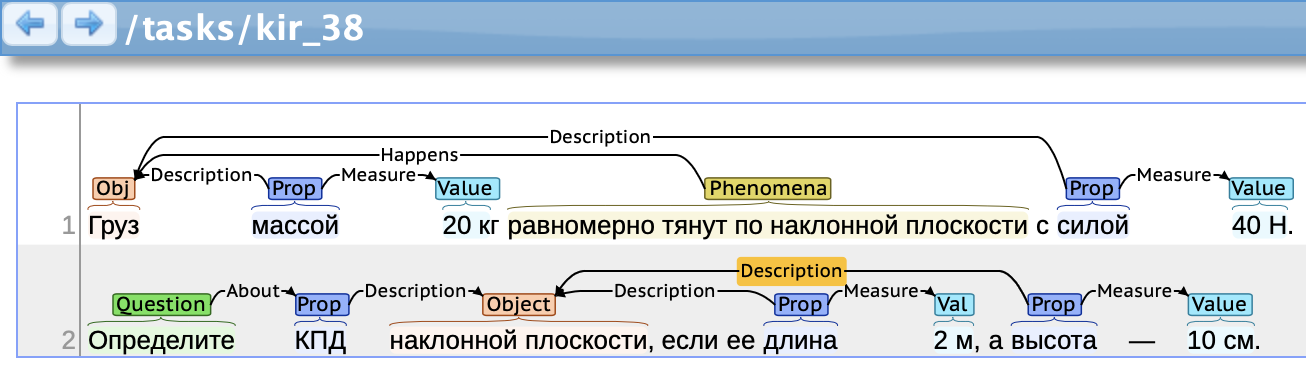 /tasks/kir_38
Description
Happens
Description Measure Measure
Obj Prop Value Phenomena Prop Value
1 Груз массой 20 кг равномерно тянут по наклонной плоскости с силой 40 Н.
Description
About Description Description Measure Measure
Question Prop Object Prop Val Prop Value
2 Определите КПД наклонной плоскости, если ее длина 2 м, а высота — 10 см.